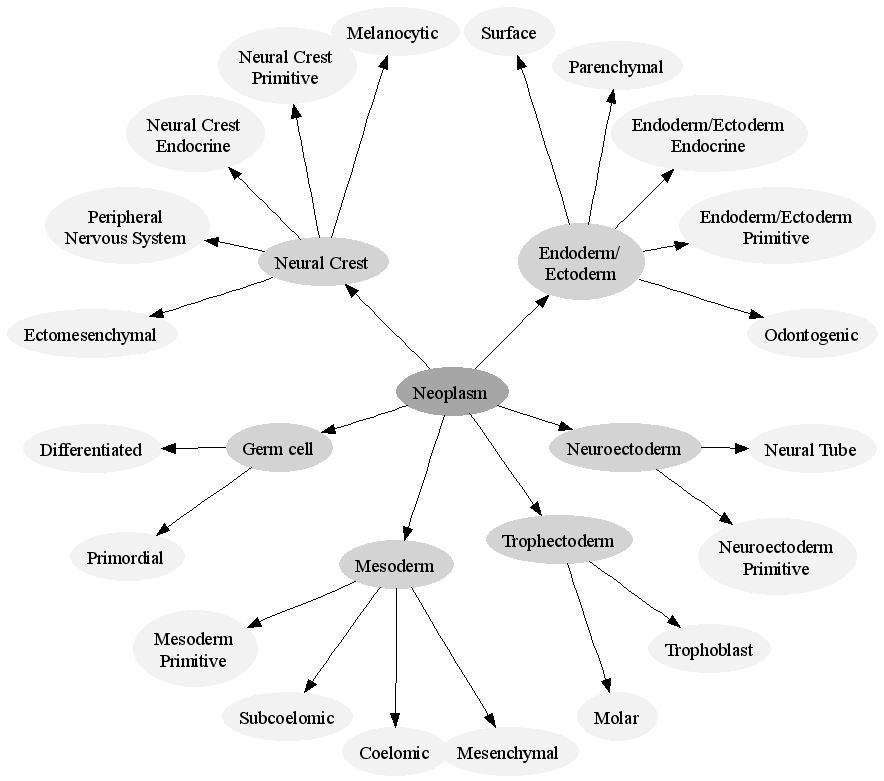 Melanocytic
Surface
Neural Crest
Primitive
Parenchymal
Neural Crest
Endocrine
Endoderm/Ectoderm
Endocrine
Peripheral
Nervous System
Endoderm/Ectoderm
Primitive
Neural Crest
Endoderm/
Ectoderm
Ectomesenchymal
Odontogenic
Neoplasm
Differentiated
Germ cell
Neuroectoderm
Neural Tube
Primordial
Mesoderm
Trophectoderm
Neuroectoderm
Primitive
Mesoderm
Primitive
Trophoblast
Subcoelomic
Molar
Coelomic
Mesenchymal